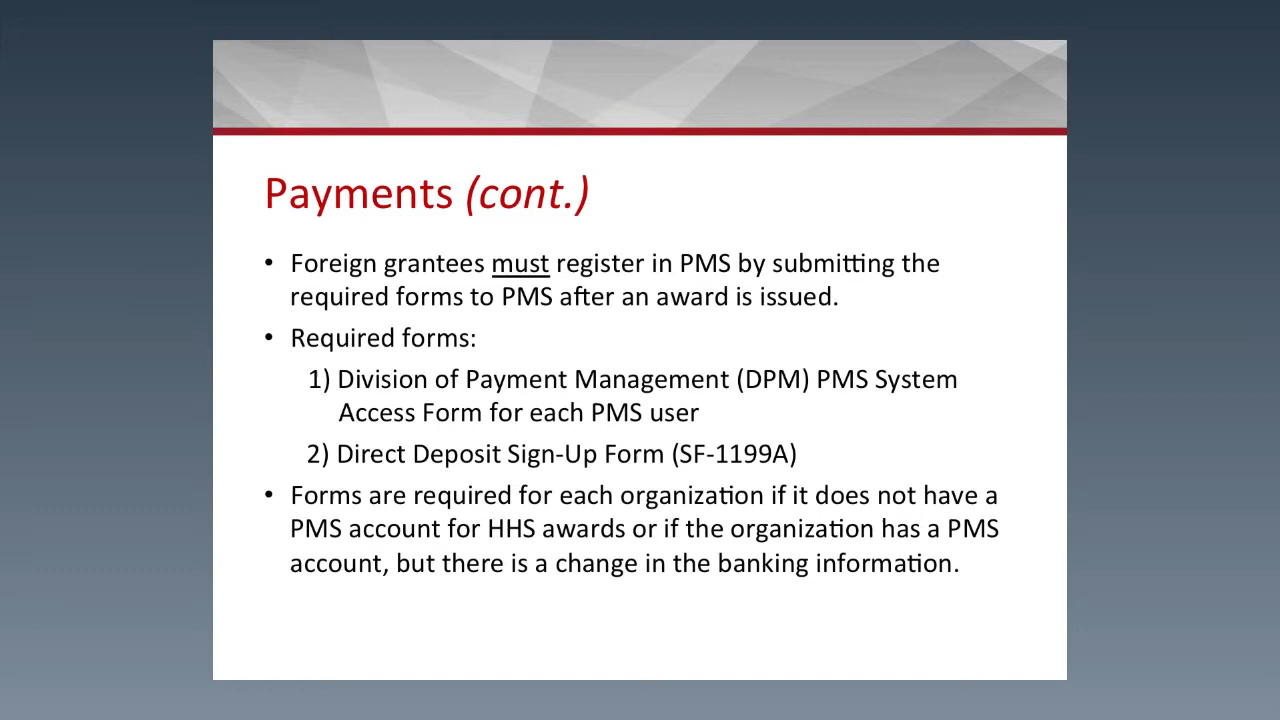 Payments (cont.)
• Foreign grantees must register in PMS by submitting the
required forms to PMS after an award is issued.
• Required forms:
1) Division of Payment Management (DPM) PMS System
Access Form for each PMS user
2) Direct Deposit Sign-Up Form (SF-1199A)
• Forms are required for each organization if it does not have a
PMS account for HHS awards or if the organization has a PMS
account, but there is a change in the banking information.